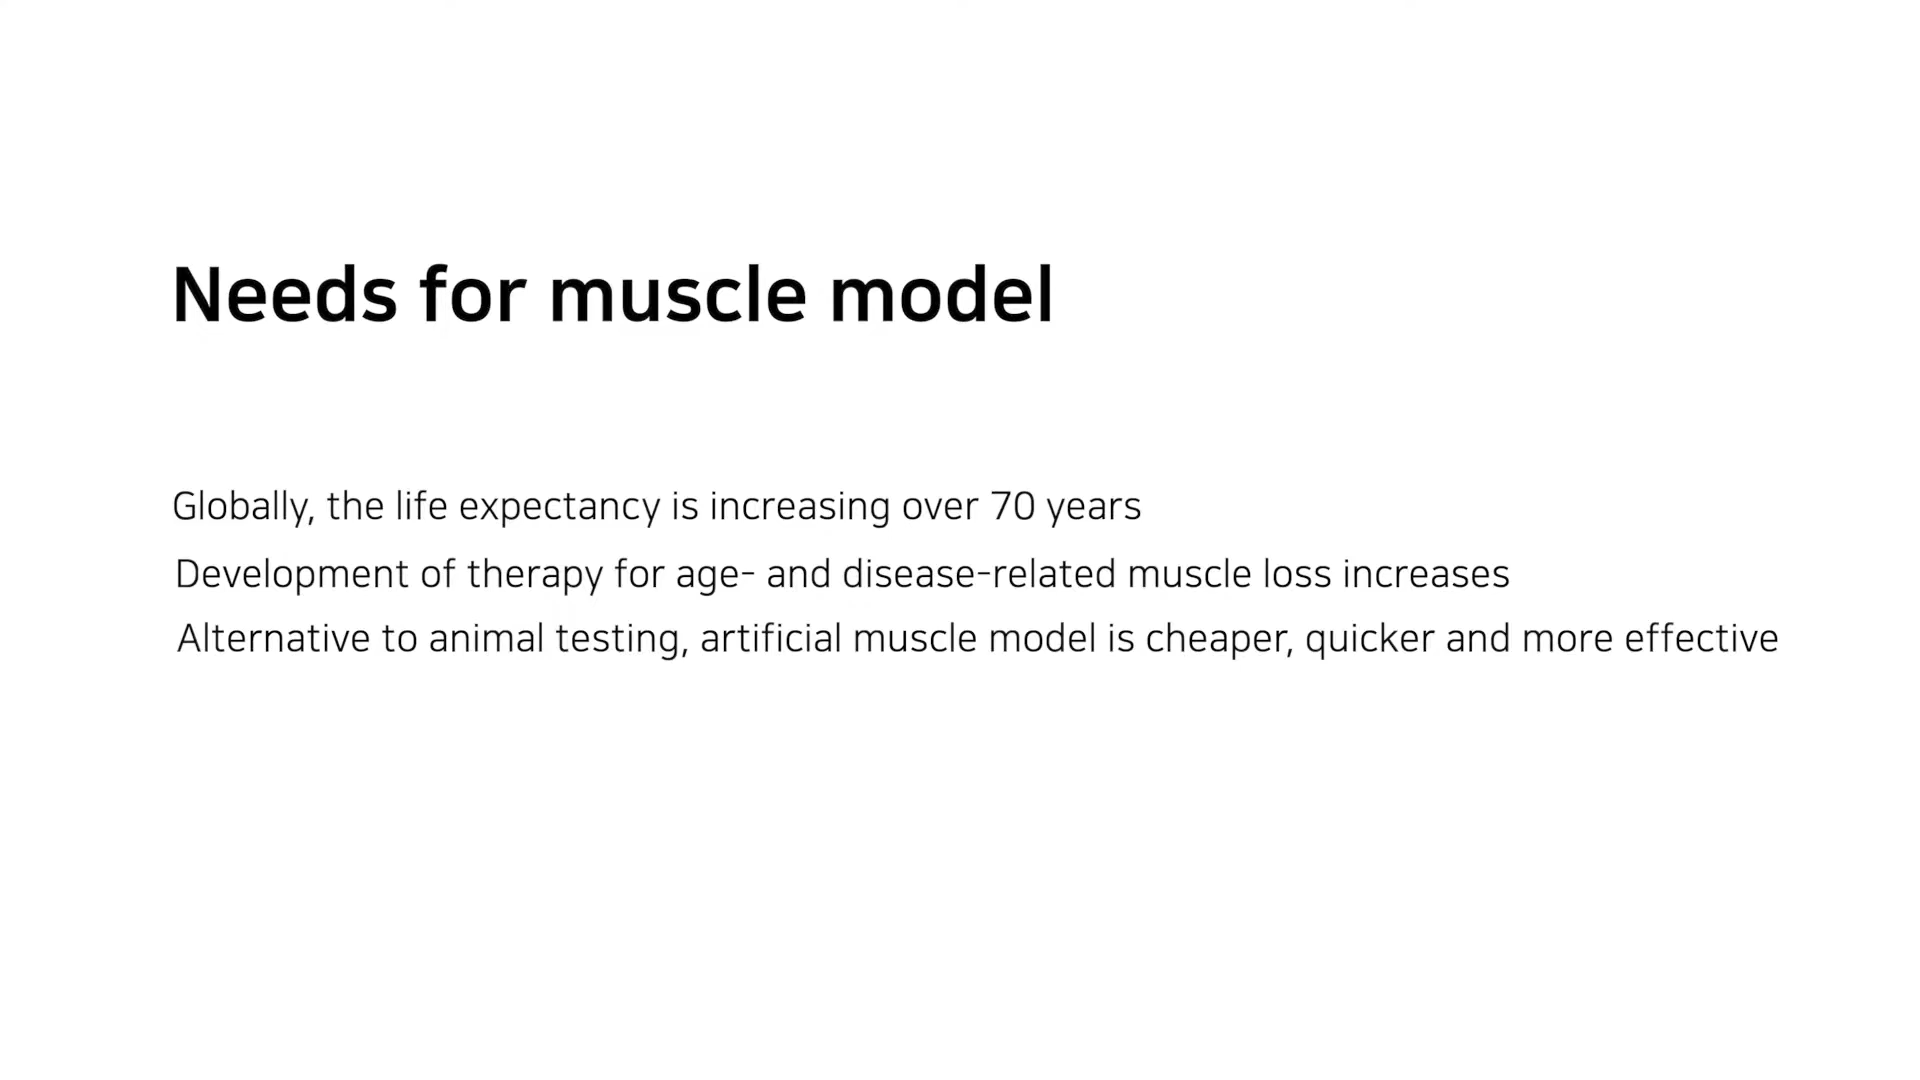 Needs for muscle model
Globally, the life expectancy is increasing over 70 years
Development of therapy for age- and disease-related muscle loss increases
Alternative to animal testing, artificial muscle model is cheaper, quicker and more effective